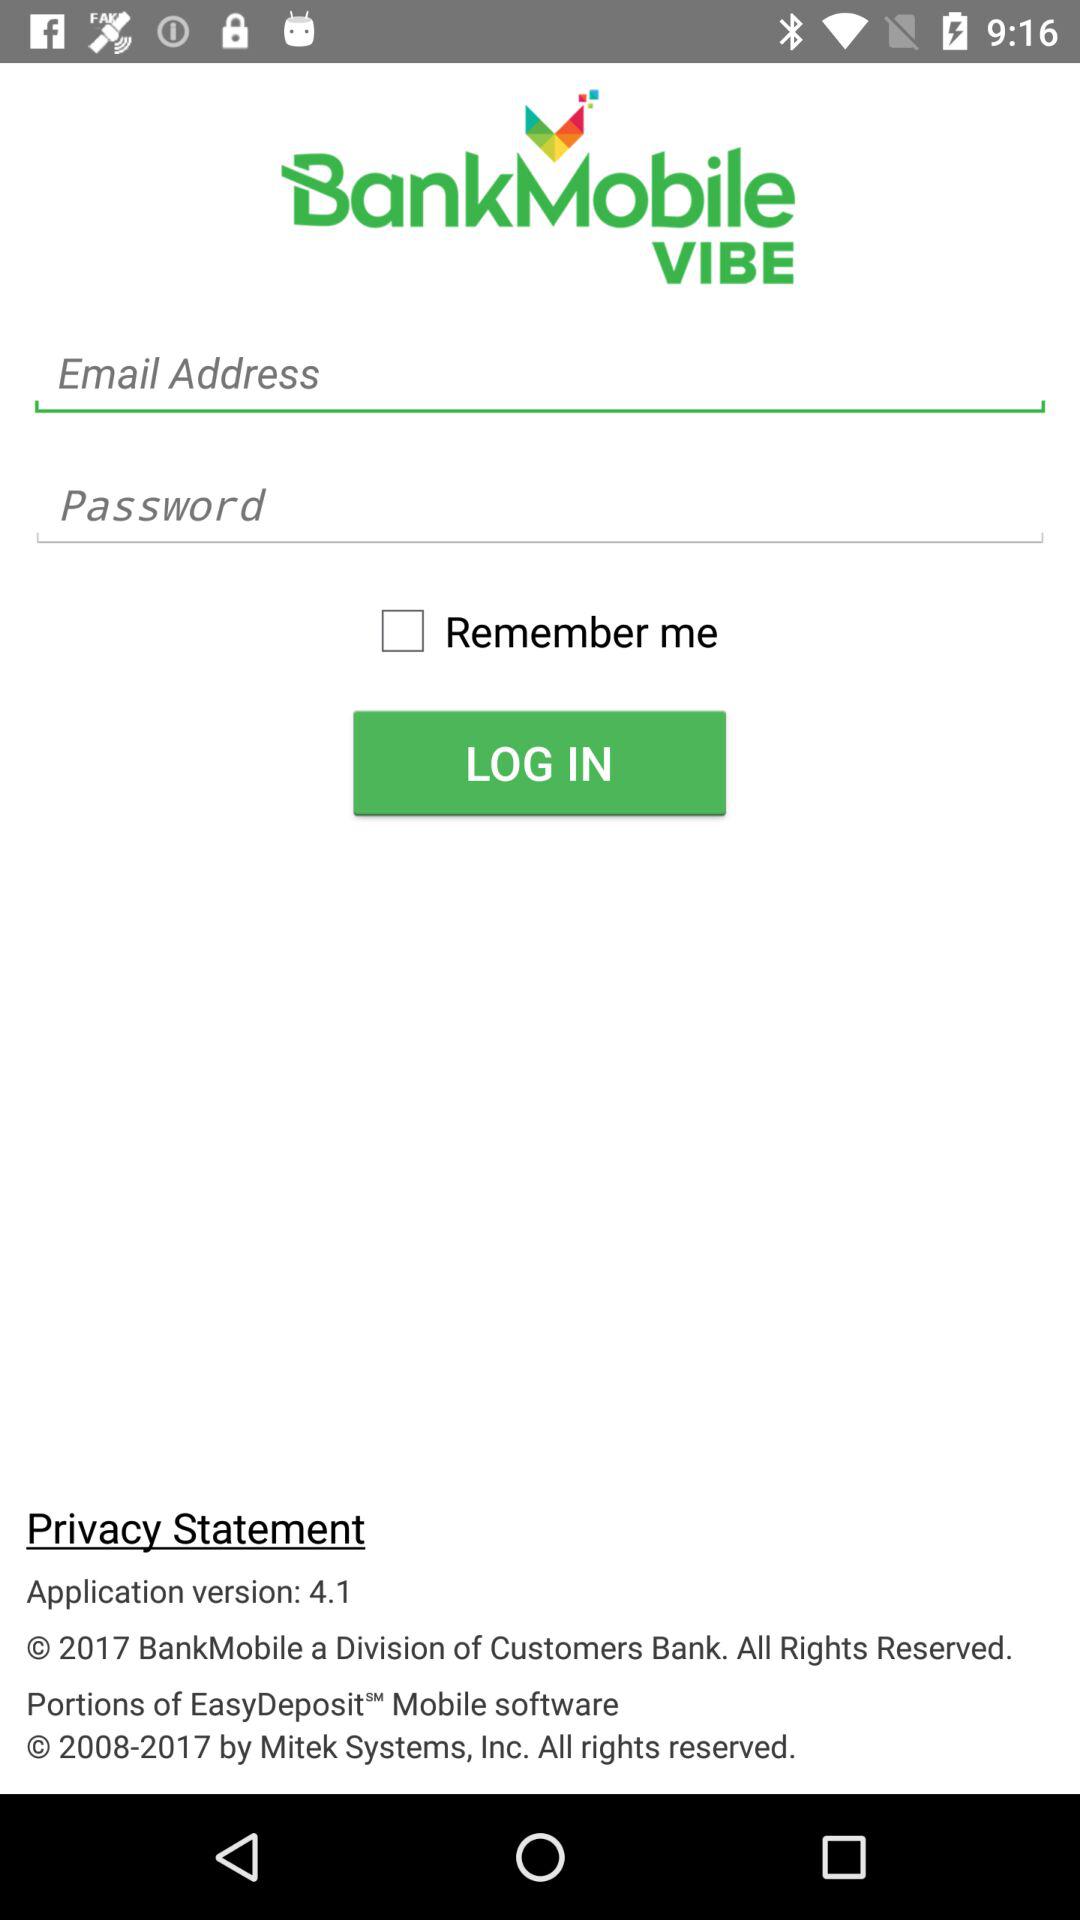 FAKE
9:16
BankMobile
VIBE
Email Address
Password
Remember me
LOG IN
Privacy Statement
Application version: 4.1
© 2017 BankMobile a Division of Customers Bank. All Rights Reserved.
Portions of EasyDeposit℠ Mobile software
© 2008-2017 by Mitek Systems, Inc. All rights reserved.